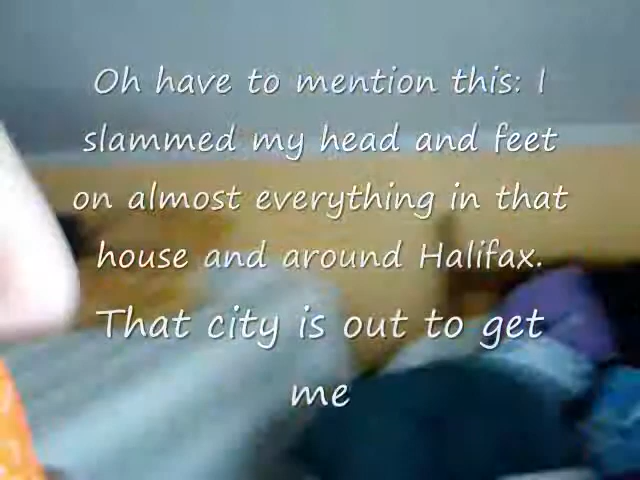 Oh have to mention this: I
slammed my head and feet
on almost everything in that
house and around Halifax.
That city is out to get
me